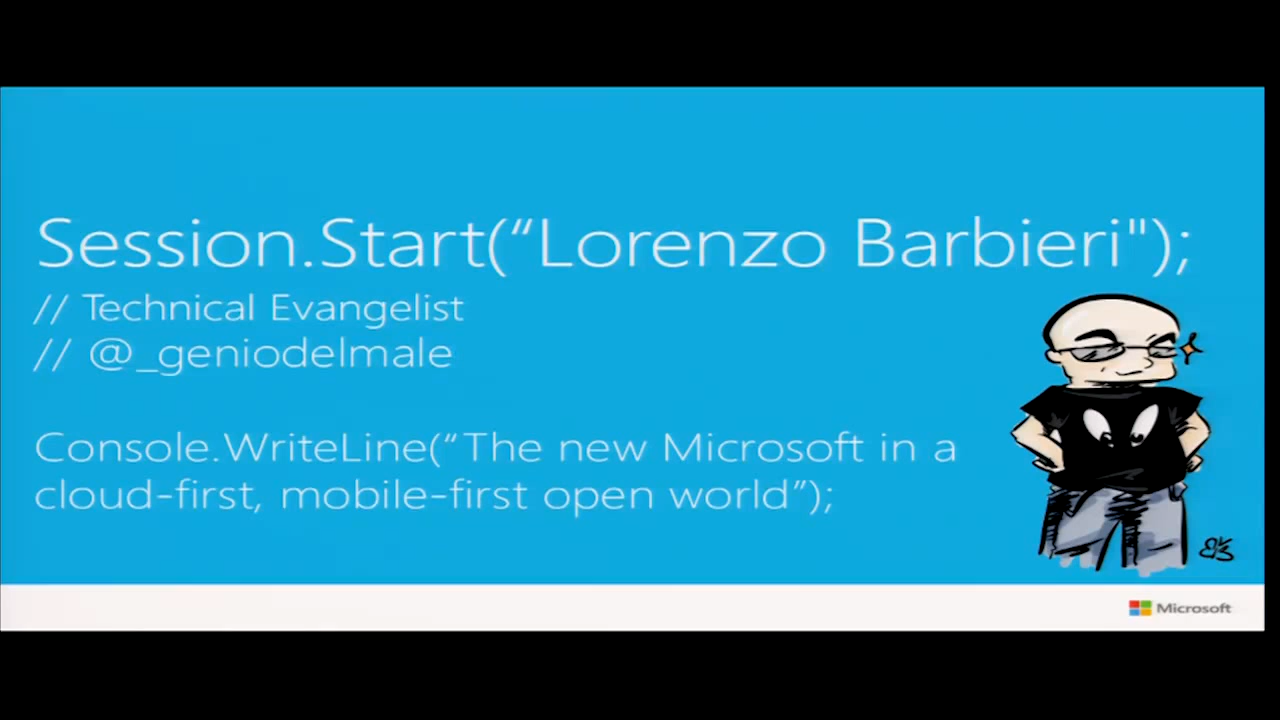 Session.Start(“Lorenzo Barbieri");
// Technical Evangelist
// @_geniodelmale
Console.WriteLine(“The new Microsoft in a
cloud-first, mobile-first open world”);
Microsoft